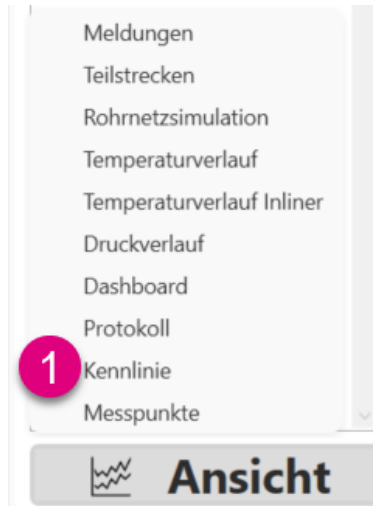 Meldungen
Teilstrecken
Rohrnetzsimulation
Temperaturverlauf
Temperaturverlauf Inliner
Druckverlauf
Dashboard
Protokoll
1 Kennlinie
Messpunkte
Ansicht